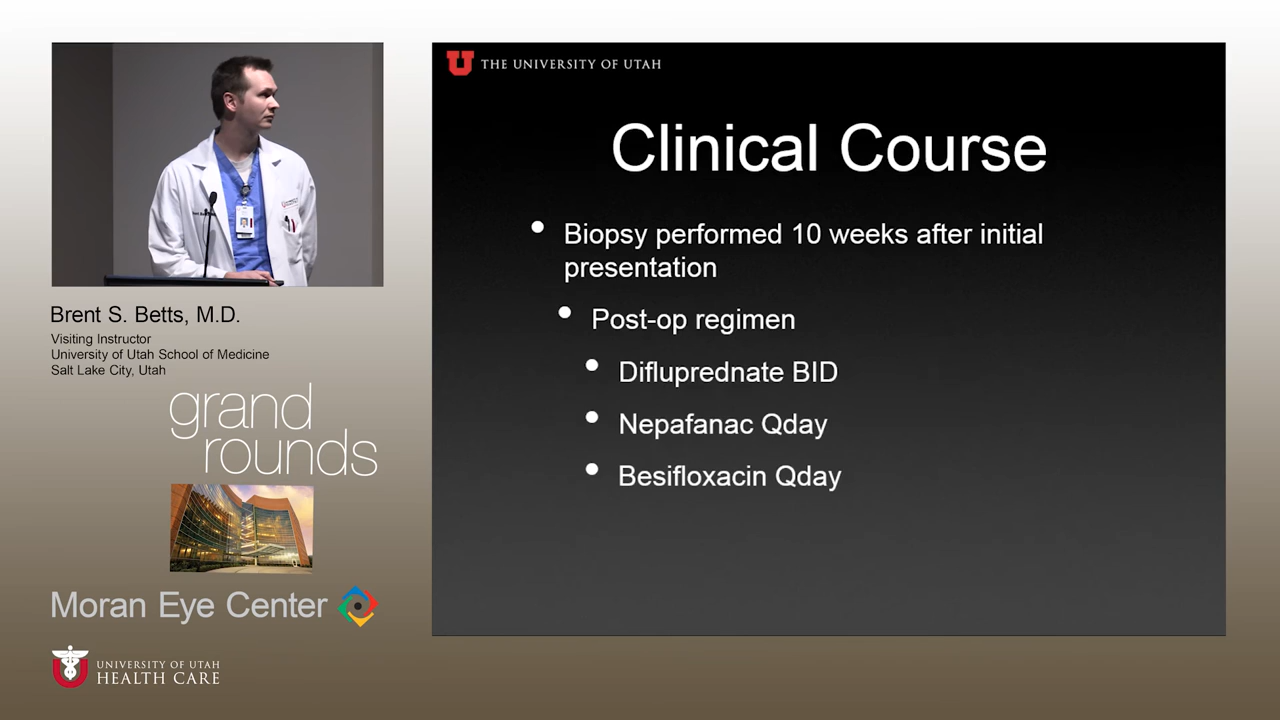 THE UNIVERSITY OF UTAH
Clinical Course
• Biopsy performed 10 weeks after initial
presentation
• Post-op regimen
• Difluprednate BID
• Nepafanac Qday
• Besifloxacin Qday
Brent S. Betts, M.D.
Visiting Instructor
University of Utah School of Medicine
Salt Lake City, Utah
grand
rounds
Moran Eye Center
UNIVERSITY OF UTAH
HEALTH CARE